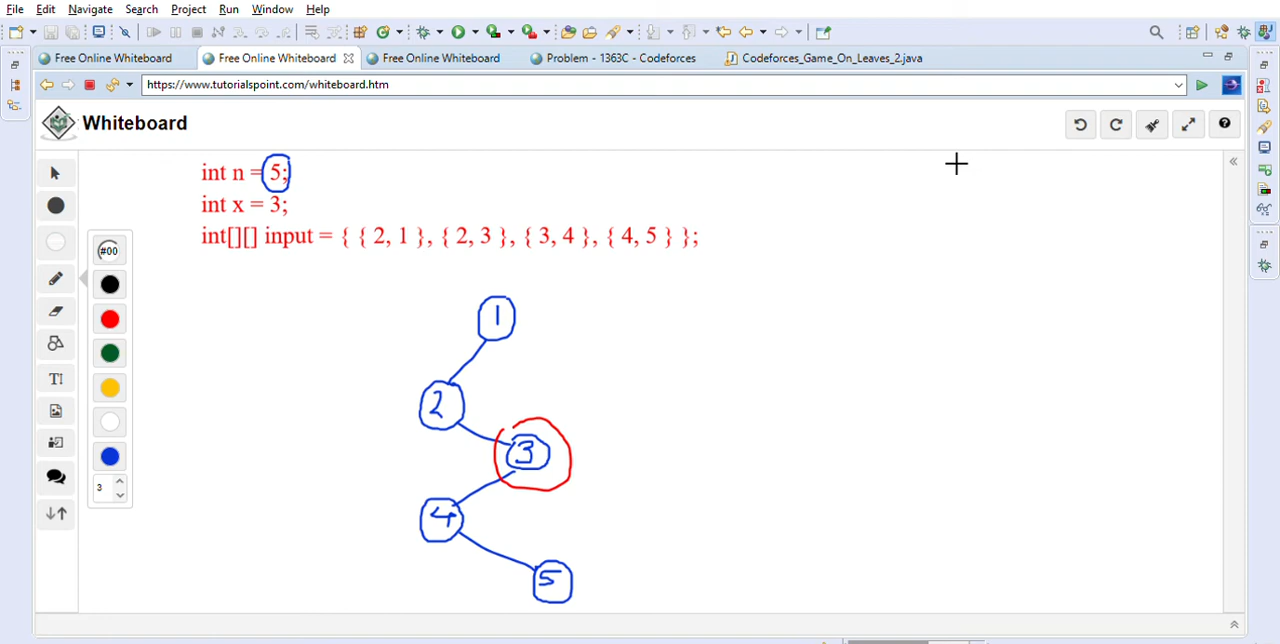 File Edit Navigate Search Project Run Window Help
Free Online Whiteboard Free Online Whiteboard Free Online Whiteboard Problem - 1363C - Codeforces Codeforces_Game_On_Leaves_2.java
https://www.tutorialspoint.com/whiteboard.htm
Whiteboard
int n = 5;
int x = 3;
int[][] input = { { 2, 1 }, { 2, 3 }, { 3, 4 }, { 4, 5 } };
#00
1
2
3
TI
4
3
5